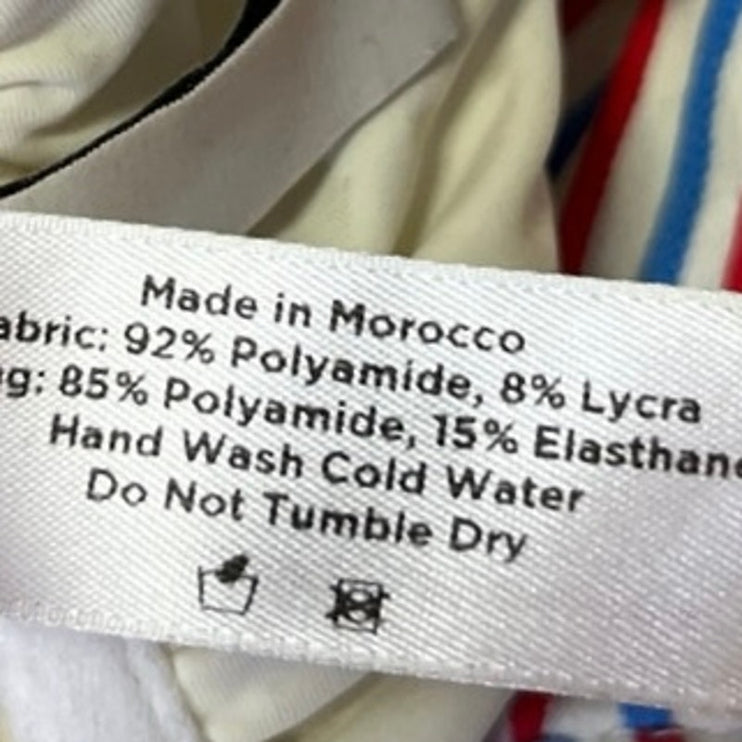 Made in Morocco
abric: 92% Polyamide, 8% Lycra
g: 85% Polyamide, 15% Elasthane
Hand Wash Cold Water
Do Not Tumble Dry